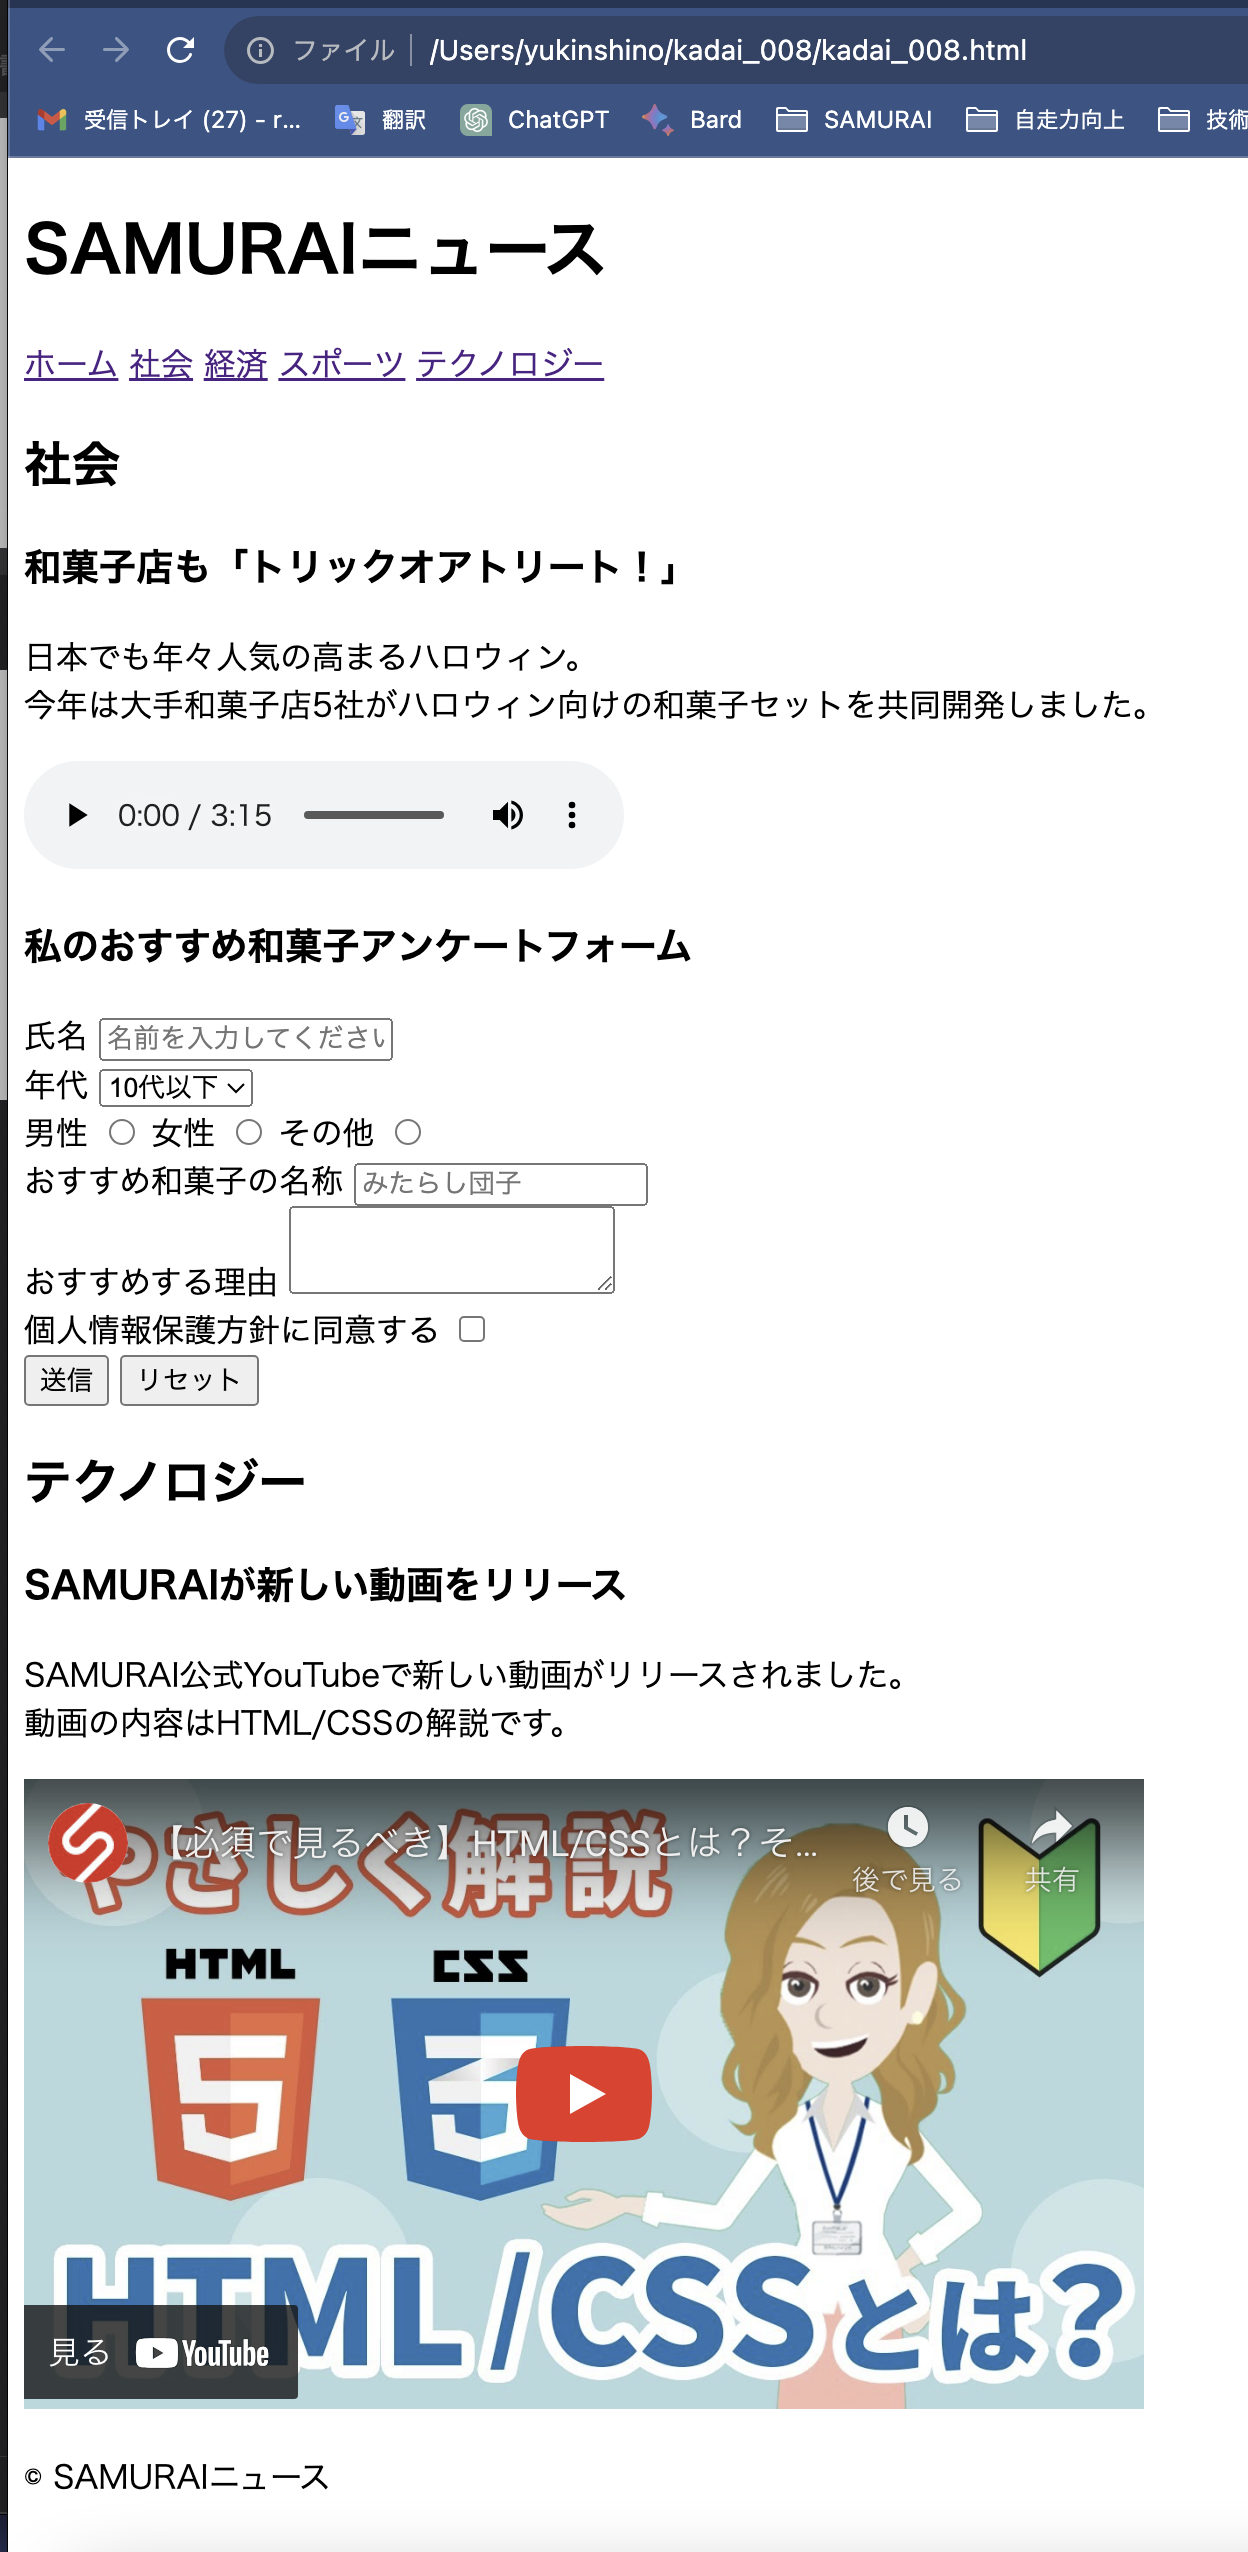 ファイル /Users/yukinshino/kadai_008/kadai_008.html
受信トレイ (27) - r... 翻訳 ChatGPT Bard SAMURAI 自走力向上 技術
SAMURAIニュース
ホーム 社会 経済 スポーツ テクノロジー
社会
和菓子店も「トリックオアトリート！」
日本でも年々人気の高まるハロウィン。
今年は大手和菓子店5社がハロウィン向けの和菓子セットを共同開発しました。
0:00 / 3:15
私のおすすめ和菓子アンケートフォーム
氏名 名前を入力してください
年代 10代以下
男性 女性 その他
おすすめ和菓子の名称 みたらし団子
おすすめする理由
個人情報保護方針に同意する
送信 リセット
テクノロジー
SAMURAIが新しい動画をリリース
SAMURAI公式YouTubeで新しい動画がリリースされました。
動画の内容はHTML/CSSの解説です。
【必須で見るべき】HTML/CSSとは？そ...
後で見る 共有
やさしく解説
HTML CSS
5 3
HTML/CSSとは?
見る YouTube
© SAMURAIニュース